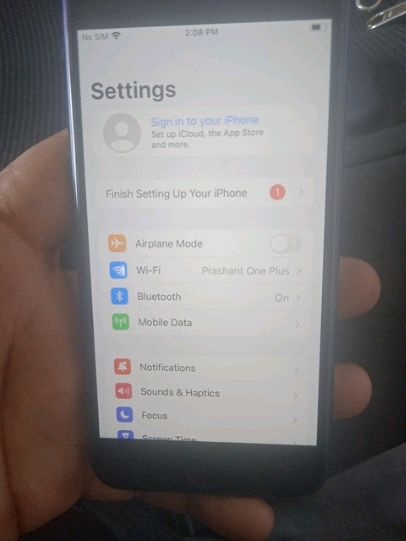 No SIM 2:08 PM
Settings
Sign in to your iPhone
Set up iCloud, the App Store
and more.
Finish Setting Up Your iPhone 1
Airplane Mode
Wi-Fi Prashant One Plus
Bluetooth On
Mobile Data
Notifications
Sounds & Haptics
Focus
Screen Time